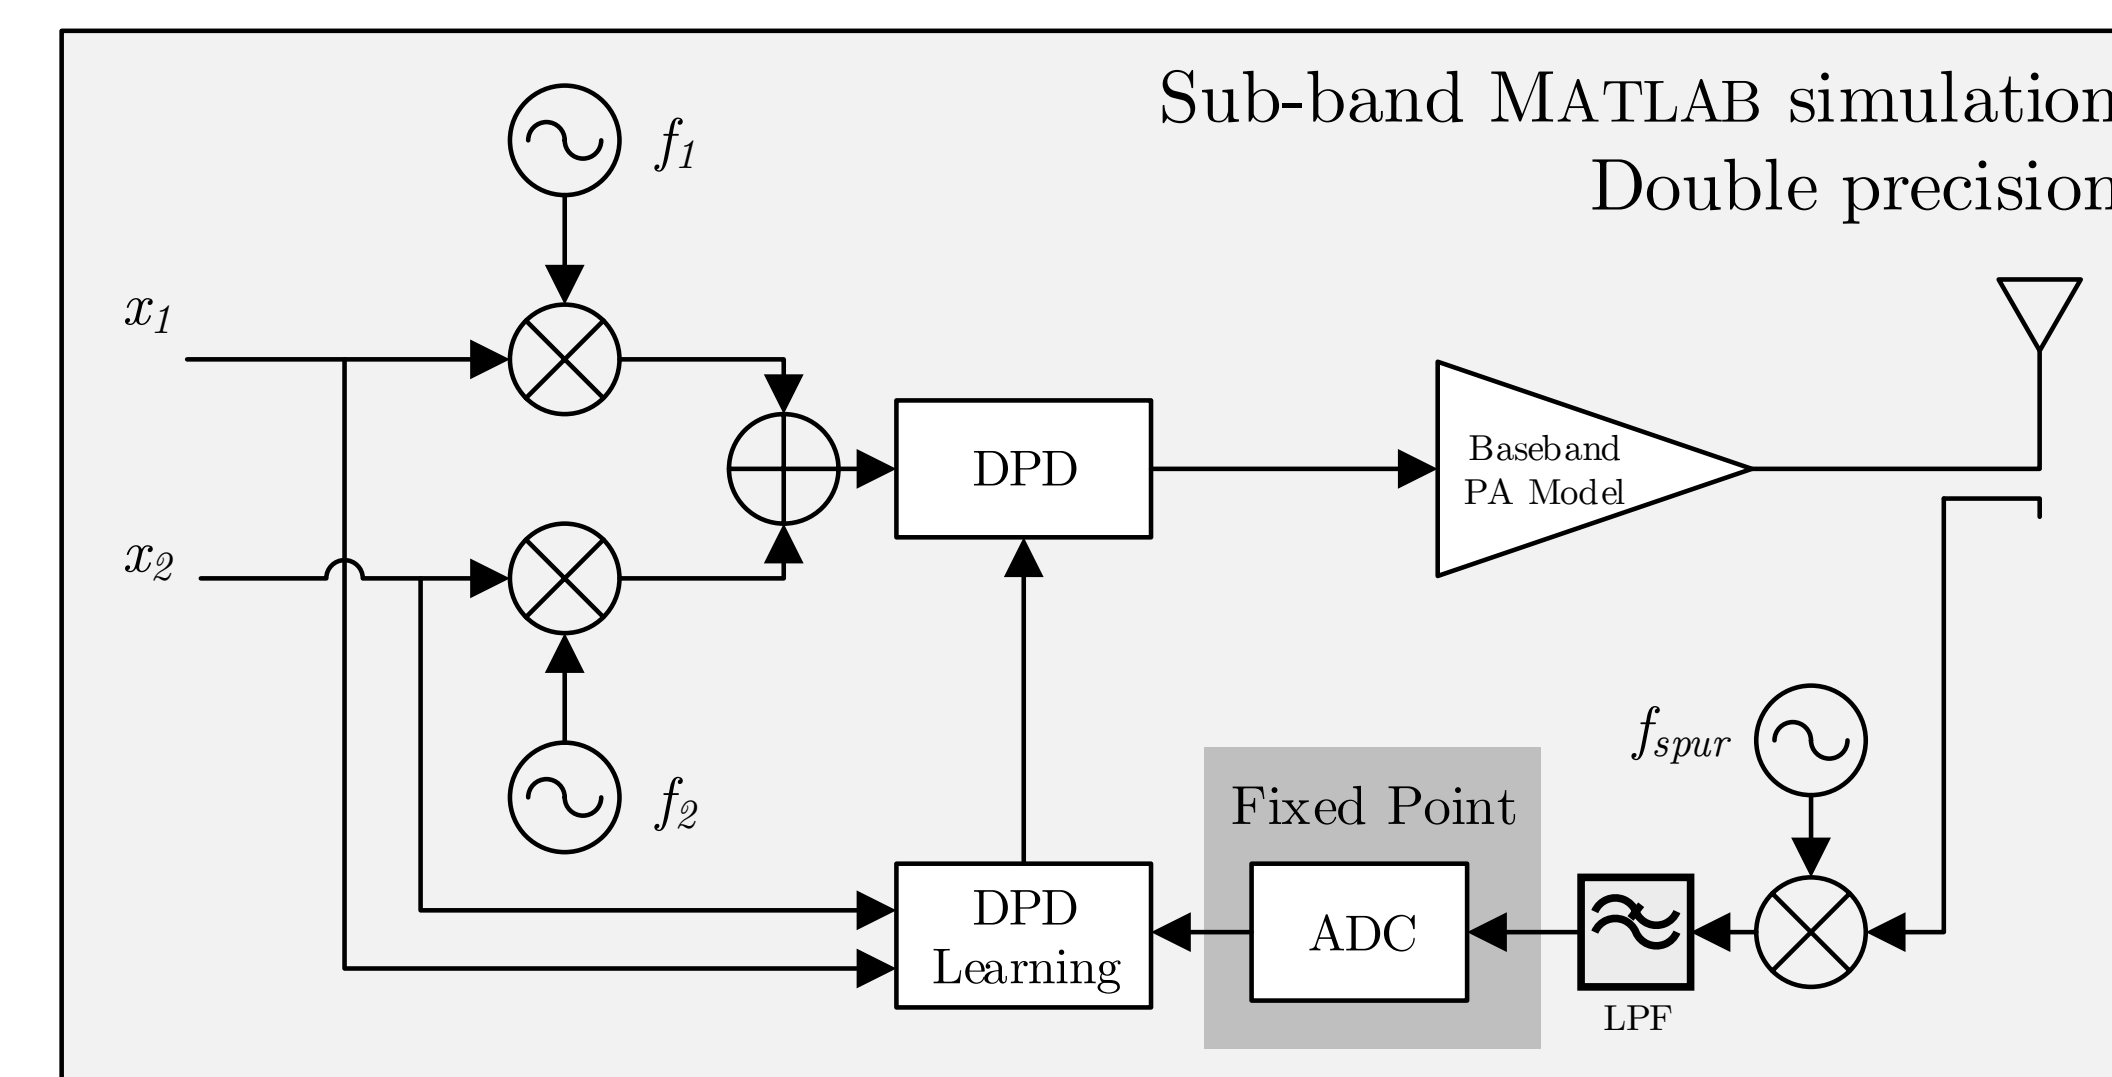 Sub-band MATLAB simulation
Double precision
f1
x1
DPD
Baseband
PA Model
x2
fspur
f2
Fixed Point
DPD
Learning
ADC
LPF